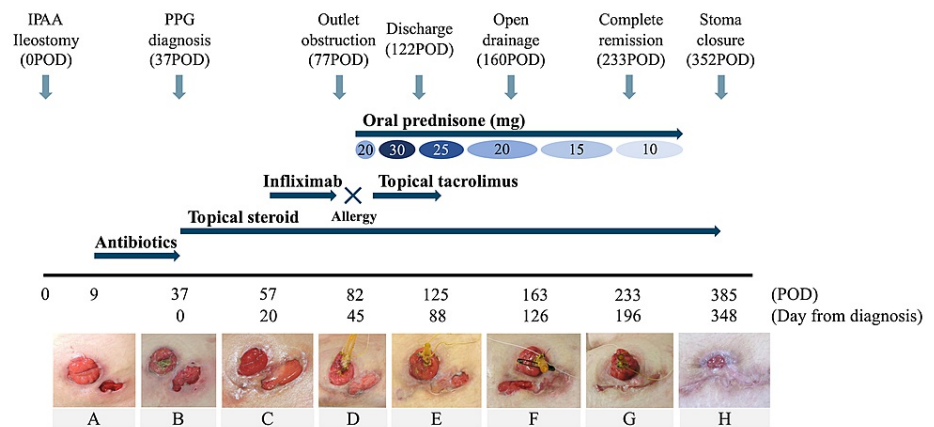 IPAA
Ileostomy
(0POD)
PPG
diagnosis
(37POD)
Outlet
obstruction
(77POD)
Discharge
(122POD)
Open
drainage
(160POD)
Complete
remission
(233POD)
Stoma
closure
(352POD)
Oral prednisone (mg)
20 30 25 20 15 10
Infliximab
Allergy
Topical tacrolimus
Topical steroid
Antibiotics
0 9 37 57 82 125 163 233 385 (POD)
0 20 45 88 126 196 348 (Day from diagnosis)
A B C D E F G H